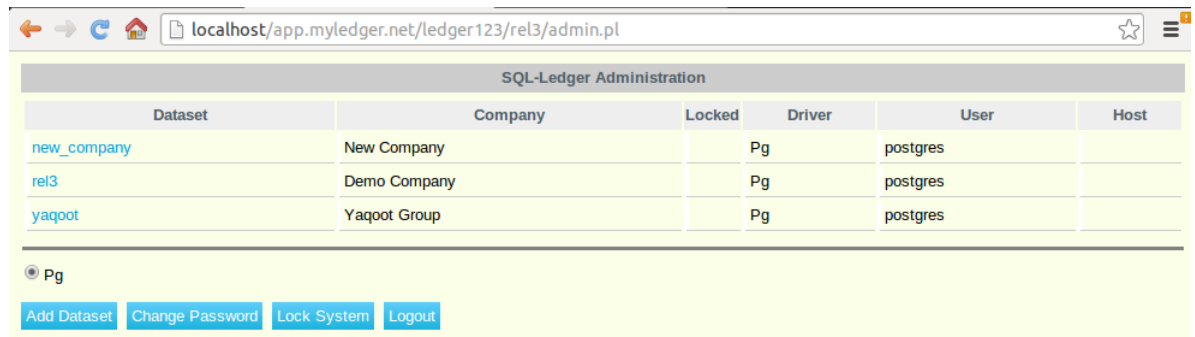 localhost/app.myledger.net/ledger123/rel3/admin.pl
SQL-Ledger Administration
Dataset Company Locked Driver User Host
new_company New Company Pg postgres
rel3 Demo Company Pg postgres
yaqoot Yaqoot Group Pg postgres
Pg
Add Dataset Change Password Lock System Logout